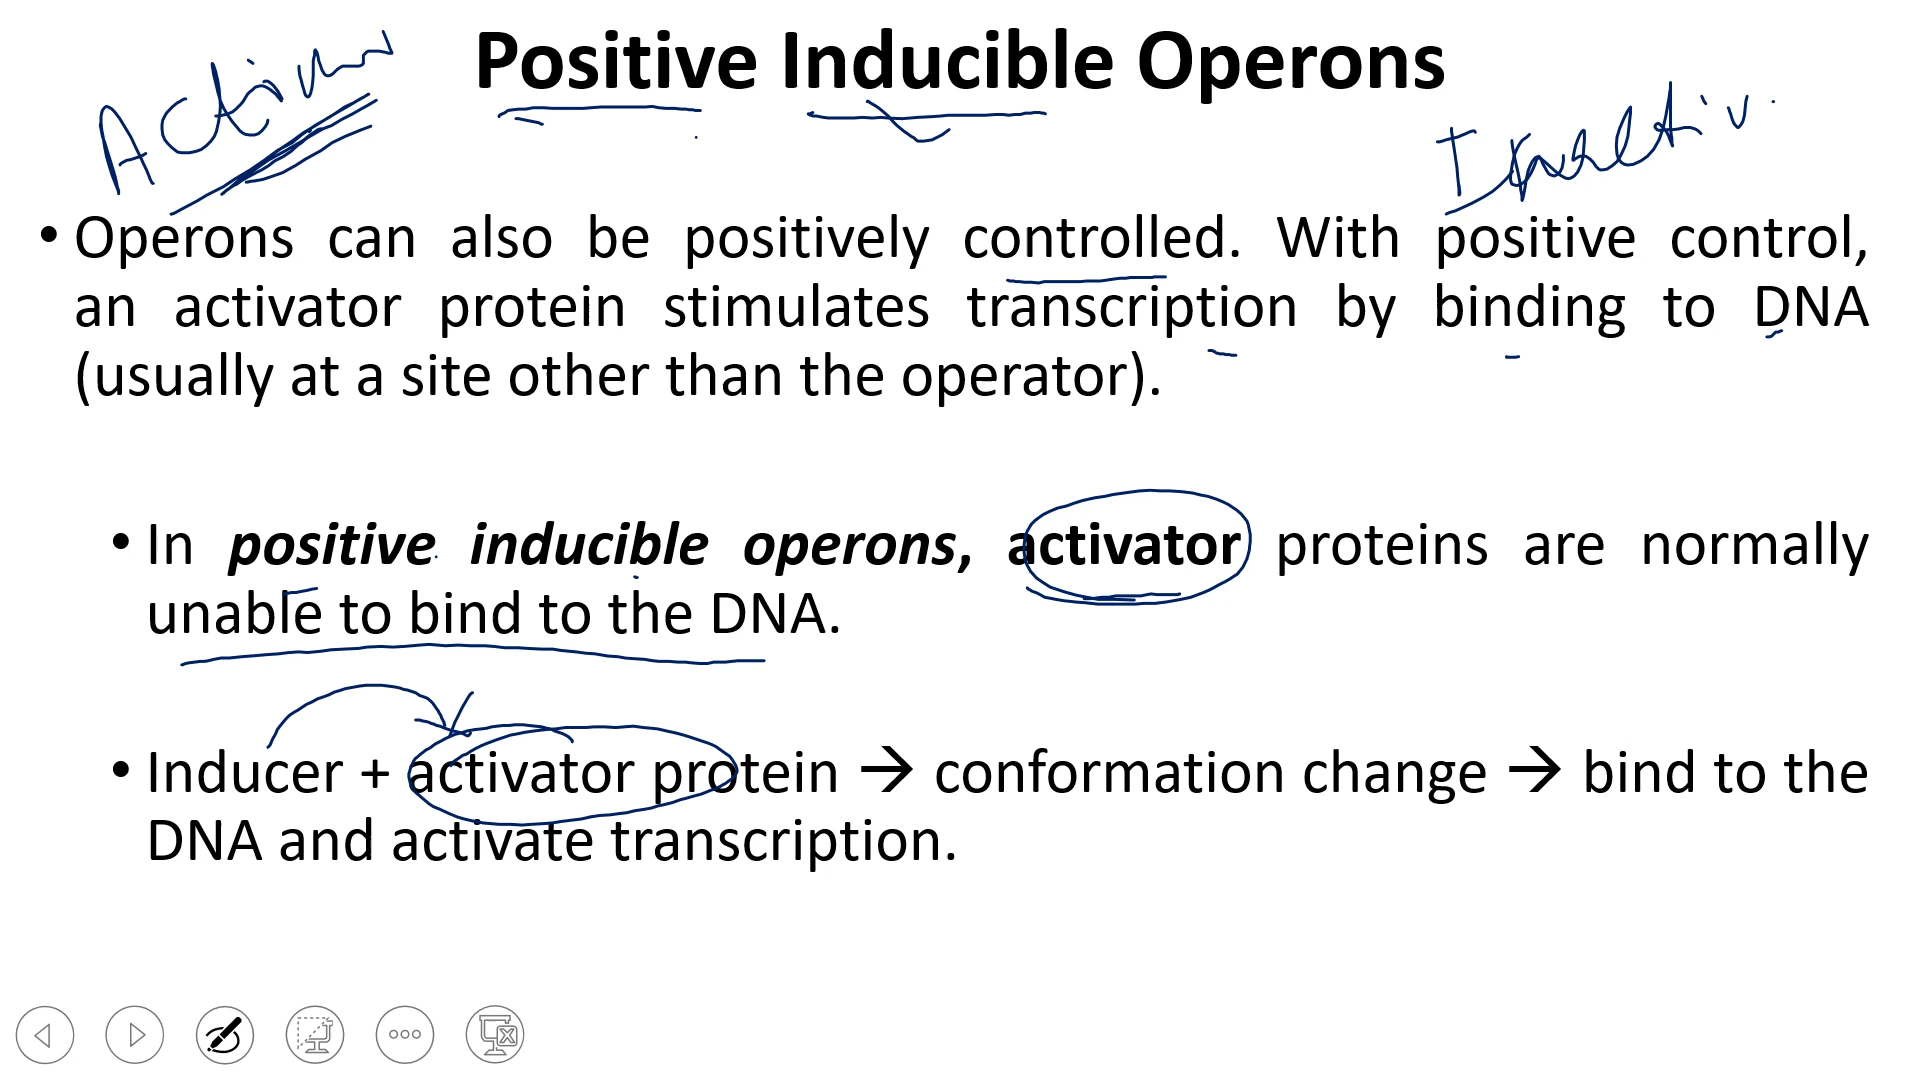 Positive Inducible Operons
• Operons can also be positively controlled. With positive control,
an activator protein stimulates transcription by binding to DNA
(usually at a site other than the operator).
• In positive inducible operons, activator proteins are normally
unable to bind to the DNA.
• Inducer + activator protein → conformation change → bind to the
DNA and activate transcription.